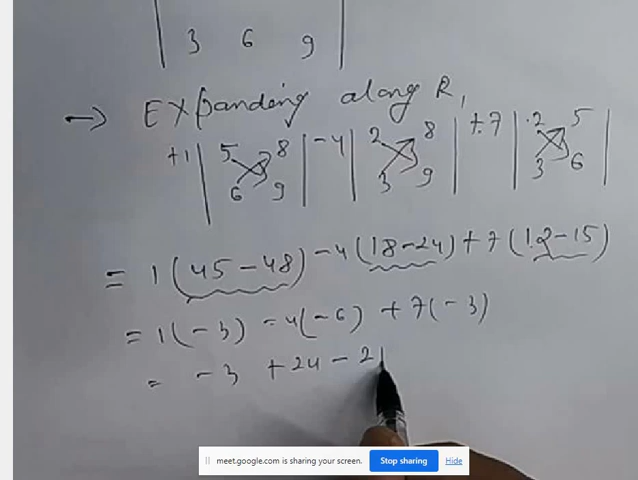 3 6 9
→ Expanding along R₁
+1 | 5 8 | -4 | 2 8 | +7 | 2 5 |
6 9 3 9 3 6
= 1 (45-48) -4 (18-24) + 7 (12-15)
= 1(-3) -4(-6) + 7(-3)
= -3 +24 - 21
meet.google.com is sharing your screen. Stop sharing Hide